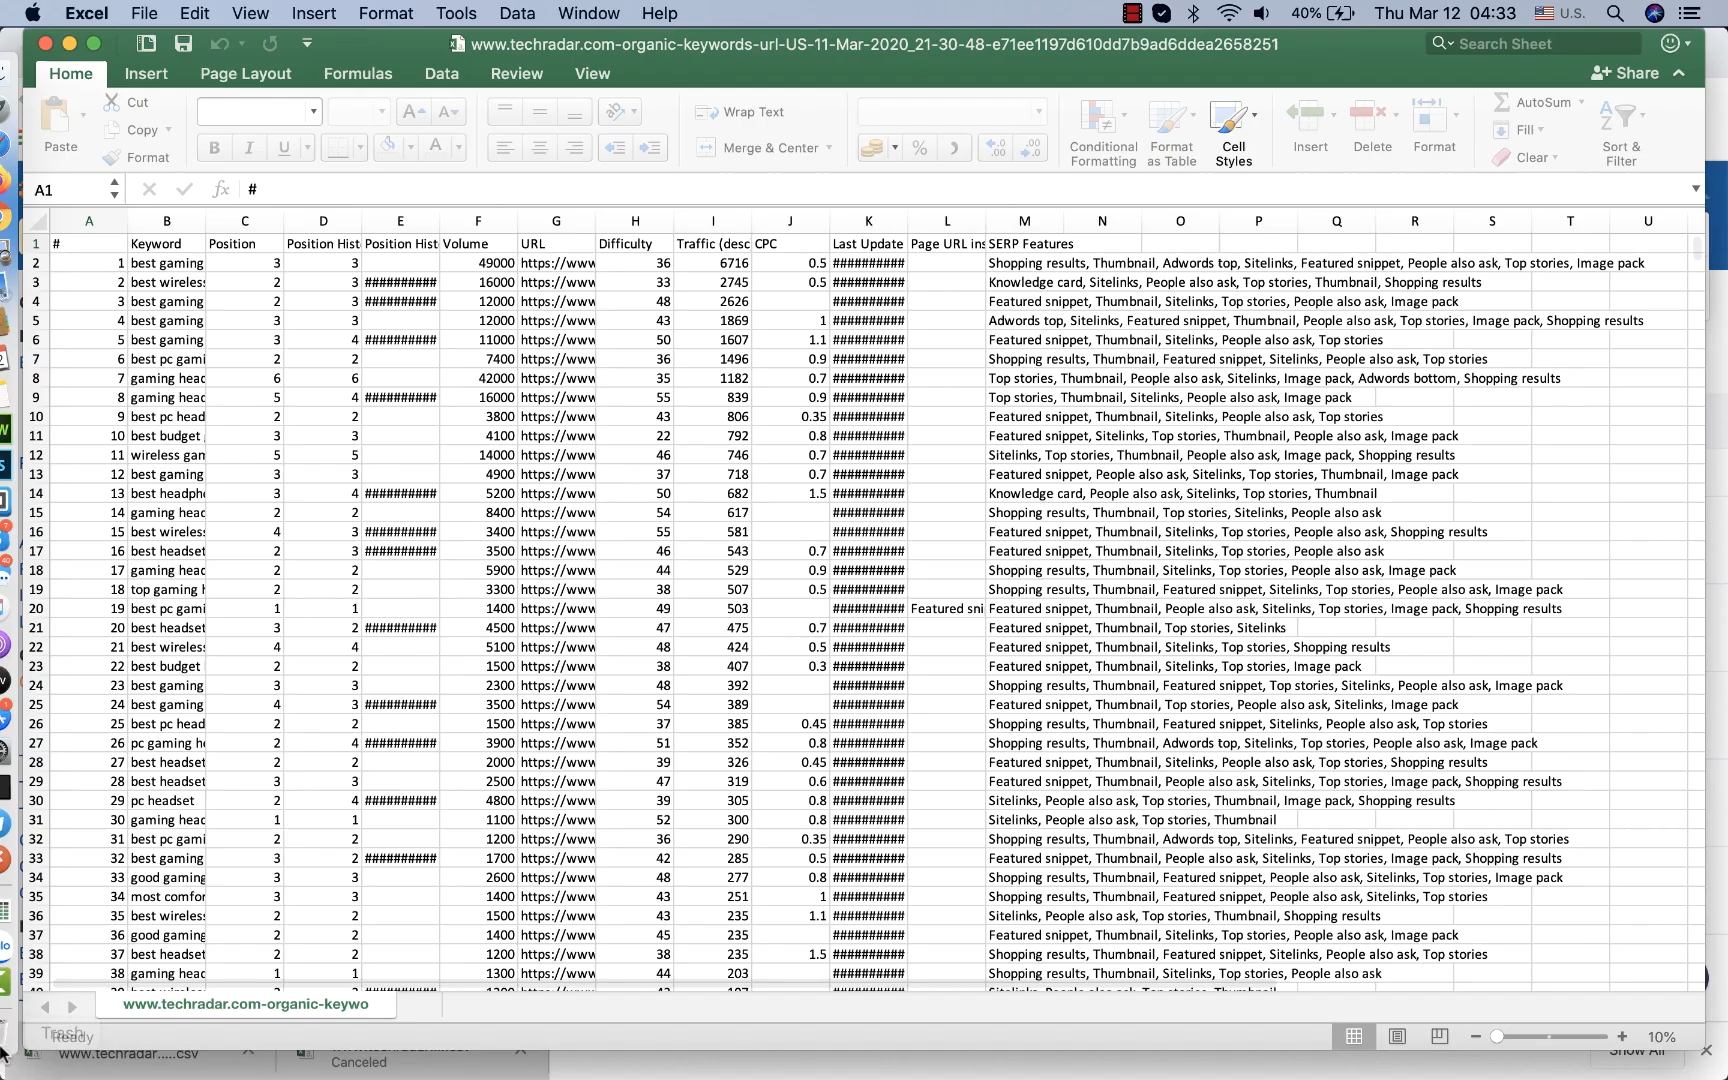 Excel File Edit View Insert Format Tools Data Window Help 40% Thu Mar 12 04:33 U.S.
www.techradar.com-organic-keywords-url-US-11-Mar-2020_21-30-48-e71ee1197d610dd7b9ad6ddea2658251 Search Sheet
Home Insert Page Layout Formulas Data Review View Share
Cut
Copy
Format
Paste
Wrap Text
Merge & Center
Conditional Formatting
Format as Table
Cell Styles
Insert Delete Format
AutoSum
Fill
Clear
Sort & Filter
A1 fx #
A B C D E F G H I J K L M N O P Q R S T U
1 # Keyword Position Position Hist Position Hist Volume URL Difficulty Traffic (desc CPC Last Update Page URL ins SERP Features
2 1 best gaming 3 3 49000 https://www 36 6716 0.5 ########## Shopping results, Thumbnail, Adwords top, Sitelinks, Featured snippet, People also ask, Top stories, Image pack
3 2 best wireless 2 3 ########## 16000 https://www 33 2745 0.5 ########## Knowledge card, Sitelinks, People also ask, Top stories, Thumbnail, Shopping results
4 3 best gaming 2 3 ########## 12000 https://www 48 2626 ########## Featured snippet, Thumbnail, Sitelinks, Top stories, People also ask, Image pack
5 4 best gaming 3 3 12000 https://www 43 1869 1 ########## Adwords top, Sitelinks, Featured snippet, Thumbnail, People also ask, Top stories, Image pack, Shopping results
6 5 best gaming 3 4 ########## 11000 https://www 50 1607 1.1 ########## Featured snippet, Thumbnail, Sitelinks, People also ask, Top stories
7 6 best pc gami 2 2 7400 https://www 36 1496 0.9 ########## Shopping results, Thumbnail, Featured snippet, Sitelinks, People also ask, Top stories
8 7 gaming head 6 6 42000 https://www 35 1182 0.7 ########## Top stories, Thumbnail, People also ask, Sitelinks, Image pack, Adwords bottom, Shopping results
9 8 gaming head 5 4 ########## 16000 https://www 55 839 0.9 ########## Top stories, Thumbnail, Sitelinks, People also ask, Image pack
10 9 best pc head 2 2 3800 https://www 43 806 0.35 ########## Featured snippet, Thumbnail, Sitelinks, People also ask, Top stories
11 10 best budget 3 3 4100 https://www 22 792 0.8 ########## Featured snippet, Sitelinks, Top stories, Thumbnail, People also ask, Image pack
12 11 wireless gam 5 5 14000 https://www 46 746 0.7 ########## Sitelinks, Top stories, Thumbnail, People also ask, Image pack, Shopping results
13 12 best gaming 3 3 4900 https://www 37 718 0.7 ########## Featured snippet, People also ask, Sitelinks, Top stories, Thumbnail, Image pack
14 13 best headpho 3 4 ########## 5200 https://www 50 682 1.5 ########## Knowledge card, People also ask, Sitelinks, Top stories, Thumbnail
15 14 gaming head 2 2 8400 https://www 54 617 ########## Shopping results, Thumbnail, Top stories, Sitelinks, People also ask
16 15 best wireless 4 3 ########## 3400 https://www 55 581 ########## Featured snippet, Thumbnail, Sitelinks, Top stories, People also ask, Shopping results
17 16 best headset 2 3 ########## 3500 https://www 46 543 0.7 ########## Featured snippet, Thumbnail, Sitelinks, Top stories, People also ask
18 17 gaming head 2 2 5900 https://www 44 529 0.9 ########## Shopping results, Thumbnail, Sitelinks, Top stories, People also ask, Image pack
19 18 top gaming h 2 2 3300 https://www 38 507 0.5 ########## Shopping results, Thumbnail, Featured snippet, Sitelinks, Top stories, People also ask, Image pack
20 19 best pc gami 1 1 1400 https://www 49 503 ########## Featured sni Featured snippet, Thumbnail, People also ask, Sitelinks, Top stories, Image pack, Shopping results
21 20 best headset 3 2 ########## 4500 https://www 47 475 0.7 ########## Featured snippet, Thumbnail, Top stories, Sitelinks
22 21 best wireless 4 4 5100 https://www 48 424 0.5 ########## Featured snippet, Thumbnail, Sitelinks, Top stories, Shopping results
23 22 best budget 2 2 1500 https://www 38 407 0.3 ########## Featured snippet, Thumbnail, Sitelinks, Top stories, Image pack
24 23 best gaming 3 3 2300 https://www 48 392 ########## Shopping results, Thumbnail, Featured snippet, Top stories, Sitelinks, People also ask, Image pack
25 24 best gaming 4 3 ########## 3500 https://www 54 389 ########## Featured snippet, Thumbnail, Top stories, People also ask, Sitelinks, Image pack
26 25 best pc head 2 2 1500 https://www 37 385 0.45 ########## Shopping results, Thumbnail, Featured snippet, Sitelinks, People also ask, Top stories
27 26 pc gaming he 2 4 ########## 3900 https://www 51 352 0.8 ########## Shopping results, Thumbnail, Adwords top, Sitelinks, Top stories, People also ask, Image pack
28 27 best headset 2 2 2000 https://www 39 326 0.45 ########## Featured snippet, Thumbnail, Sitelinks, People also ask, Top stories, Shopping results
29 28 best headset 3 3 2500 https://www 47 319 0.6 ########## Featured snippet, Thumbnail, People also ask, Sitelinks, Top stories, Image pack, Shopping results
30 29 pc headset 2 4 ########## 4800 https://www 39 305 0.8 ########## Sitelinks, People also ask, Top stories, Thumbnail, Image pack, Shopping results
31 30 gaming head 1 1 1100 https://www 52 300 0.8 ########## Sitelinks, People also ask, Top stories, Thumbnail
32 31 best pc gami 2 2 1200 https://www 36 290 0.35 ########## Shopping results, Thumbnail, Adwords top, Sitelinks, Featured snippet, People also ask, Top stories
33 32 best gaming 3 2 ########## 1700 https://www 42 285 0.5 ########## Featured snippet, Thumbnail, People also ask, Sitelinks, Top stories, Image pack, Shopping results
34 33 good gaming 3 3 2600 https://www 48 277 0.8 ########## Shopping results, Thumbnail, Featured snippet, People also ask, Sitelinks, Top stories, Image pack
35 34 most comfor 3 3 1400 https://www 43 251 1 ########## Shopping results, Thumbnail, Featured snippet, People also ask, Sitelinks, Top stories
36 35 best wireless 2 2 1500 https://www 43 235 1.1 ########## Sitelinks, People also ask, Top stories, Thumbnail, Shopping results
37 36 good gaming 2 2 1400 https://www 45 235 ########## Featured snippet, Thumbnail, Sitelinks, Top stories, People also ask, Image pack
38 37 best headset 2 2 1200 https://www 38 235 1.5 ########## Shopping results, Thumbnail, Featured snippet, Sitelinks, People also ask, Top stories
39 38 gaming head 1 1 1300 https://www 44 203 ########## Shopping results, Thumbnail, Sitelinks, Top stories, People also ask
www.techradar.com-organic-keywo
Trash
Ready
10%
www.techradar.....csv
Canceled
Show All